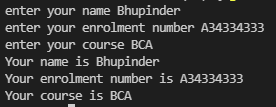 enter your name Bhupinder
enter your enrolment number A34334333
enter your course BCA
Your name is Bhupinder
Your enrolment number is A34334333
Your course is BCA